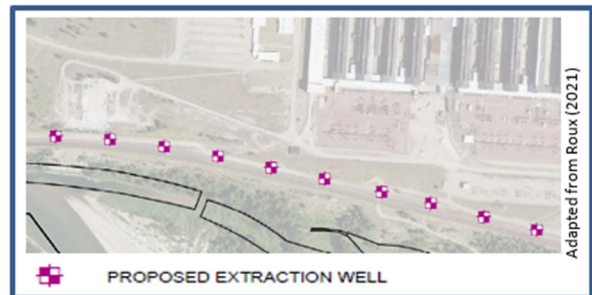 Adapted from Roux (2021)
PROPOSED EXTRACTION WELL